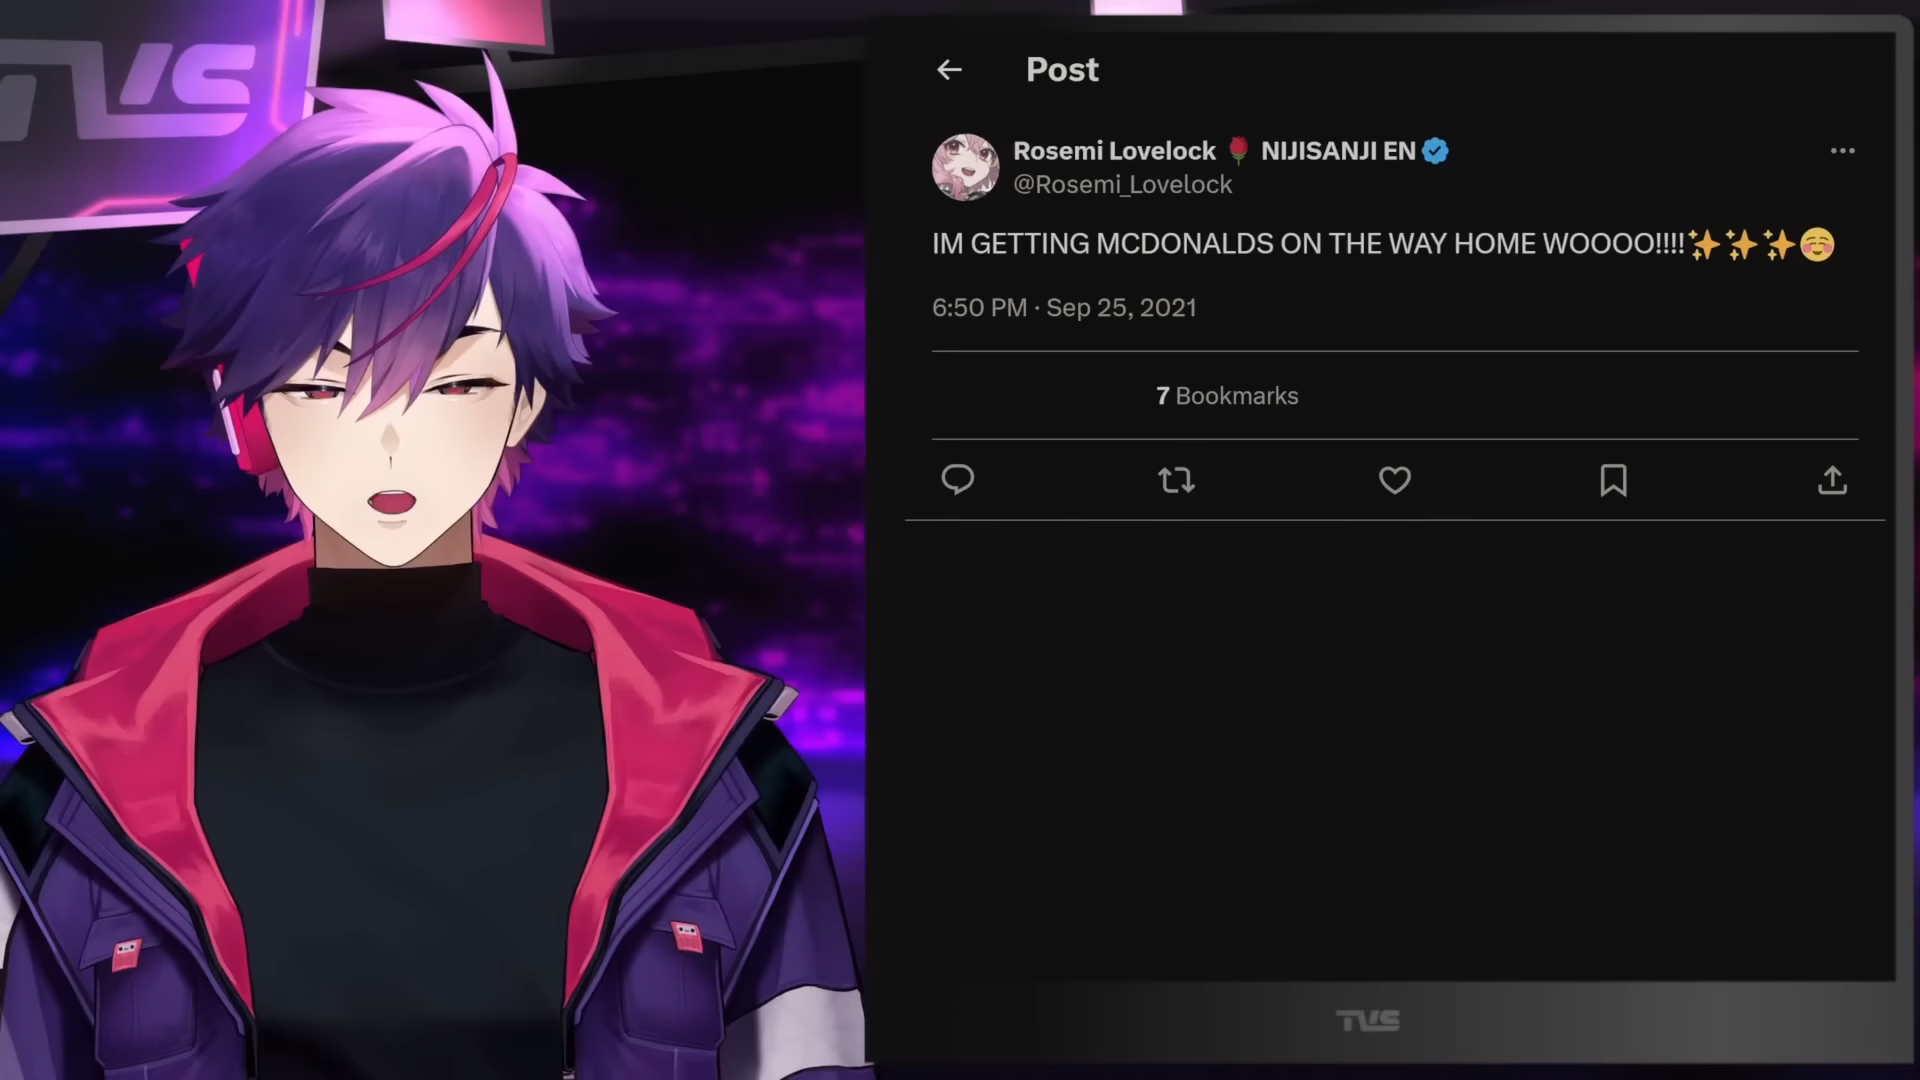 TVS
Post
Rosemi Lovelock 🌹 NIJISANJI EN
@Rosemi_Lovelock
IM GETTING MCDONALDS ON THE WAY HOME WOOOO!!!!✨✨✨☺️
6:50 PM · Sep 25, 2021
7 Bookmarks
TVS